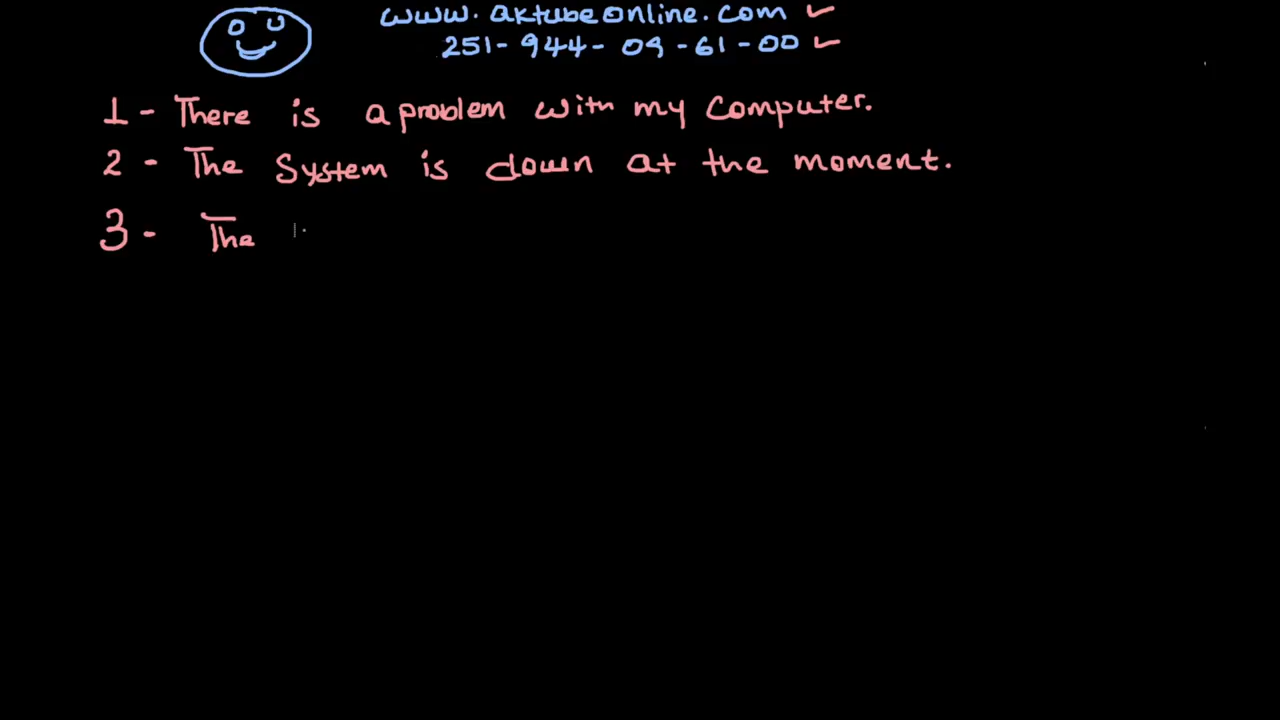 www.aktubeonline.com
251-944-09-61-00
1- There is a problem with my Computer.
2- The System is down at the moment.
3- The